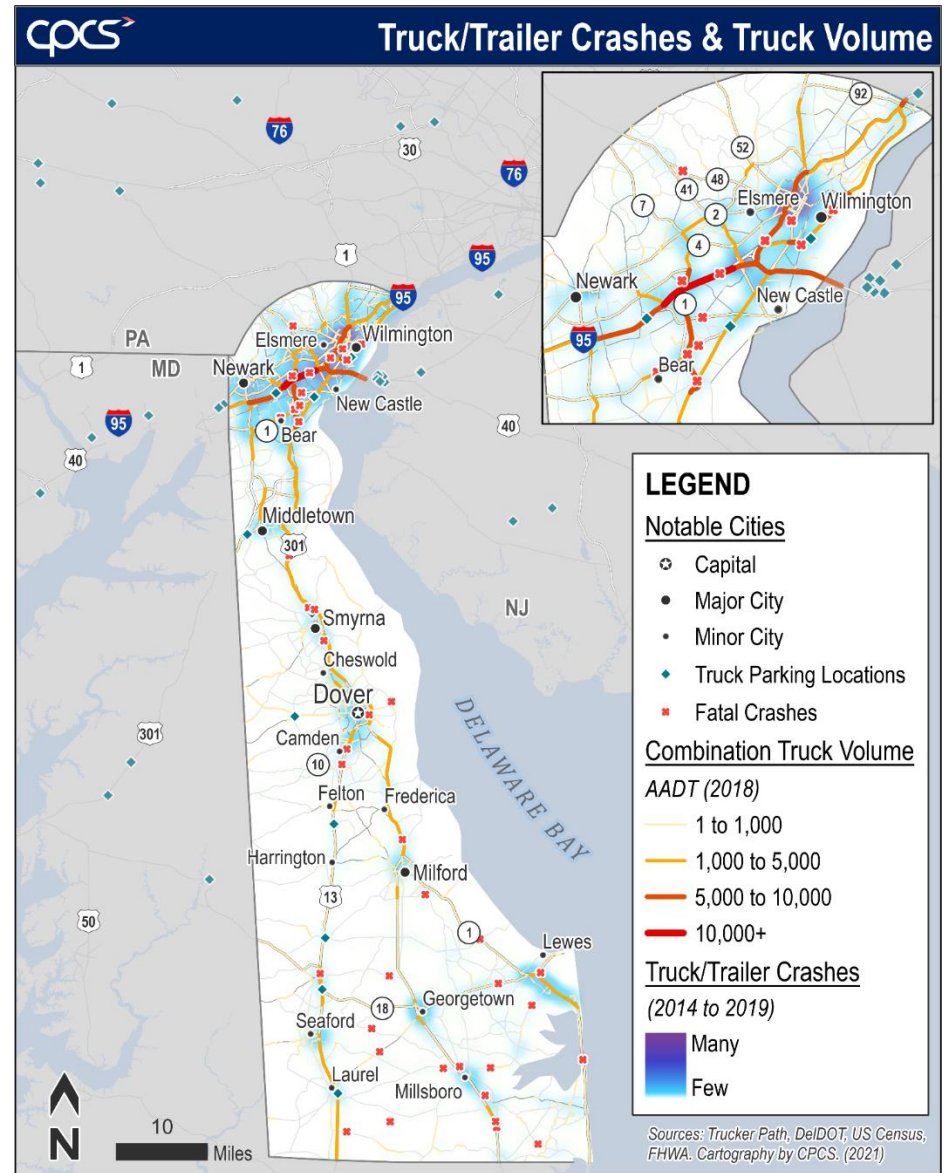 cpcs
Truck/Trailer Crashes & Truck Volume
76
30
76
1
95
95
PA
MD
1
95
40
40
Elsmere
Wilmington
Newark
New Castle
1
Bear
Middletown
301
NJ
Smyrna
Cheswold
Dover
Camden
10
301
Felton
Frederica
Harrington
Milford
13
50
1
Lewes
18
Georgetown
Seaford
Laurel
Millsboro
DELAWARE BAY
92
52
48
41
7
2
Elsmere
Wilmington
4
Newark
1
New Castle
95
Bear
LEGEND
Notable Cities
Capital
Major City
Minor City
Truck Parking Locations
Fatal Crashes
Combination Truck Volume
AADT (2018)
1 to 1,000
1,000 to 5,000
5,000 to 10,000
10,000+
Truck/Trailer Crashes
(2014 to 2019)
Many
Few
N
10
Miles
Sources: Trucker Path, DelDOT, US Census,
FHWA. Cartography by CPCS. (2021)